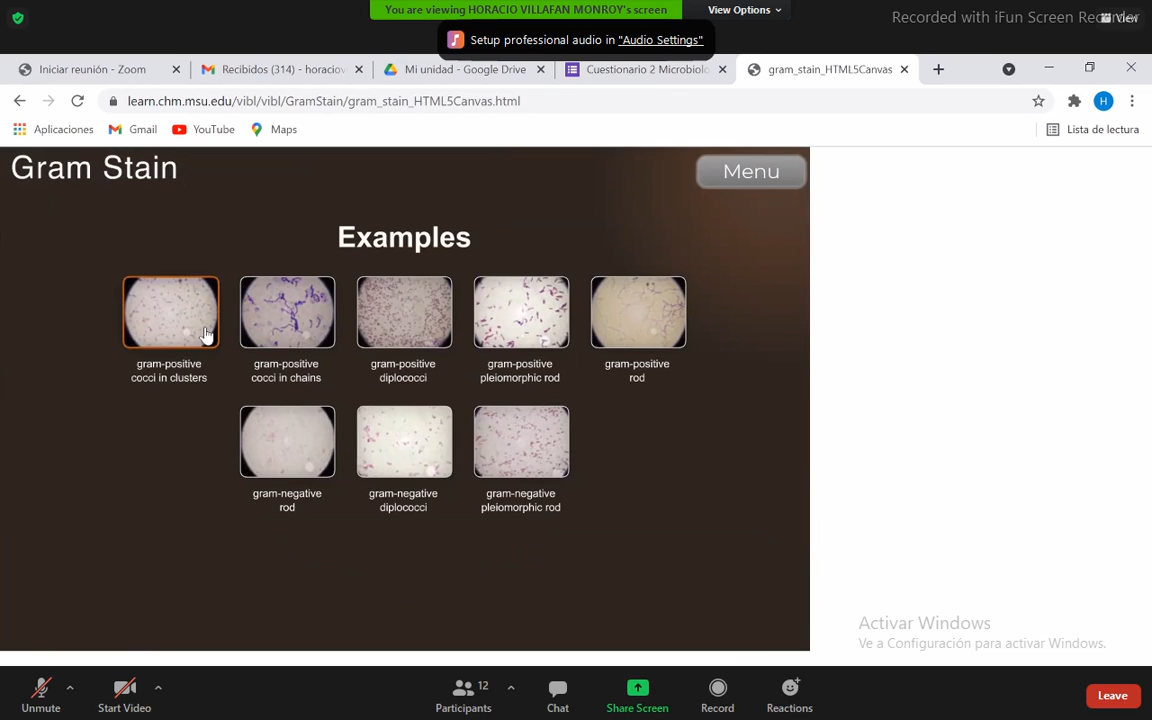 You are viewing HORACIO VILLAFAN MONROY's screen
View Options
Recorded with iFun Screen Recorder
View
Setup professional audio in "Audio Settings"
Iniciar reunión - Zoom
Recibidos (314) - horaciov
Mi unidad - Google Drive
Cuestionario 2 Microbiolo
gram_stain_HTML5Canvas
learn.chm.msu.edu/vibl/vibl/GramStain/gram_stain_HTML5Canvas.html
H
Aplicaciones
Gmail
YouTube
Maps
Lista de lectura
Gram Stain
Menu
Examples
gram-positive
cocci in clusters
gram-positive
cocci in chains
gram-positive
diplococci
gram-positive
pleiomorphic rod
gram-positive
rod
gram-negative
rod
gram-negative
diplococci
gram-negative
pleiomorphic rod
Activar Windows
Ve a Configuración para activar Windows.
Unmute
Start Video
12
Participants
Chat
Share Screen
Record
Reactions
Leave